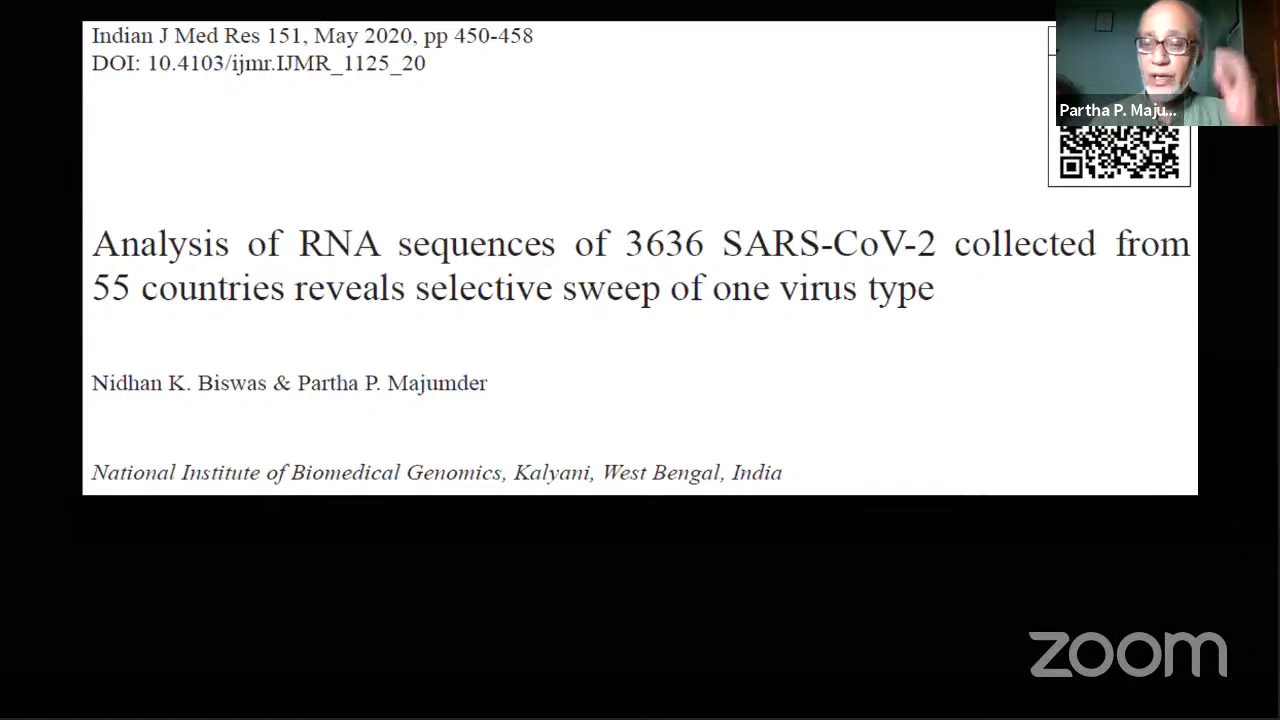 Indian J Med Res 151, May 2020, pp 450-458
DOI: 10.4103/ijmr.IJMR_1125_20
Partha P. Maju...
Analysis of RNA sequences of 3636 SARS-CoV-2 collected from
55 countries reveals selective sweep of one virus type
Nidhan K. Biswas & Partha P. Majumder
National Institute of Biomedical Genomics, Kalyani, West Bengal, India
zoom